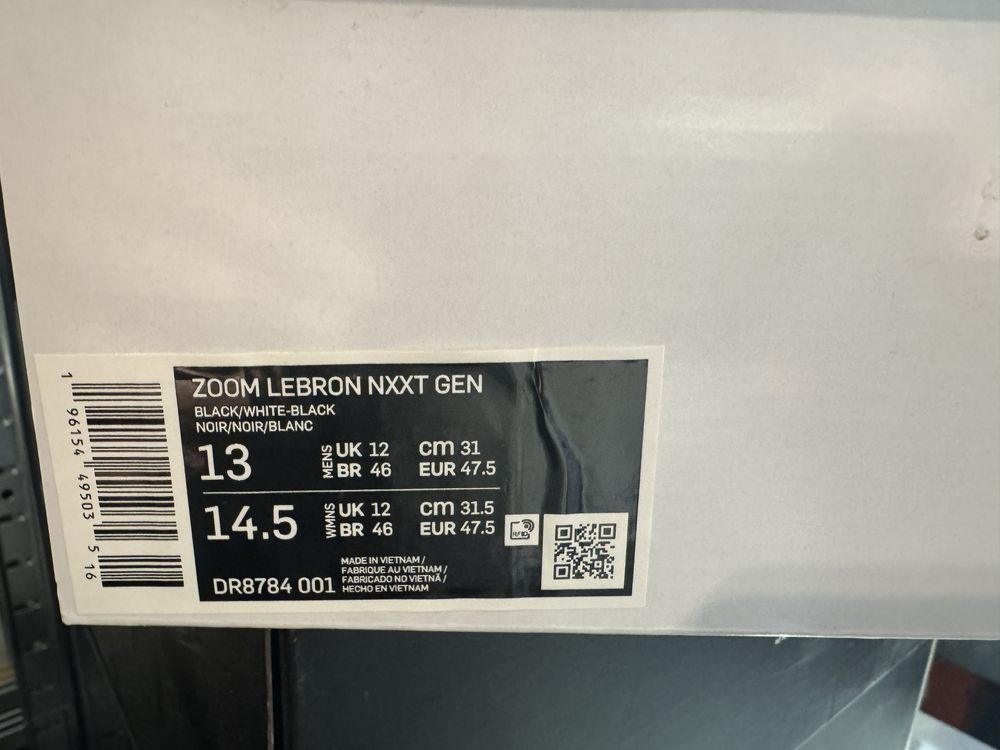 ZOOM LEBRON NXXT GEN
BLACK/WHITE-BLACK
NOIR/NOIR/BLANC
13 MENS UK 12 cm 31
BR 46 EUR 47.5
14.5 WMNS UK 12 cm 31.5
BR 46 EUR 47.5
RFID
MADE IN VIETNAM /
FABRIQUE AU VIETNAM /
FABRICADO NO VIETNÃ /
HECHO EN VIETNAM
DR8784 001
1 96154 49503 5 16